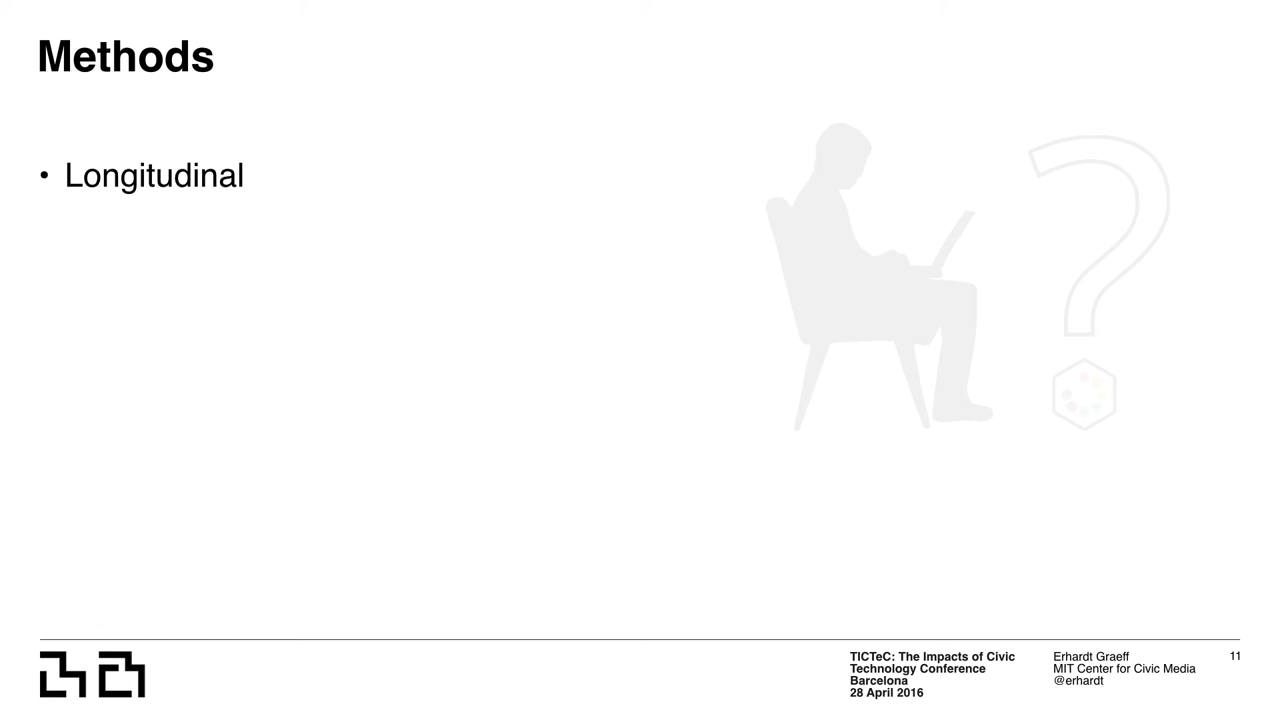 Methods
• Longitudinal
TICTeC: The Impacts of Civic
Technology Conference
Barcelona
28 April 2016
Erhardt Graeff
MIT Center for Civic Media
@erhardt
11